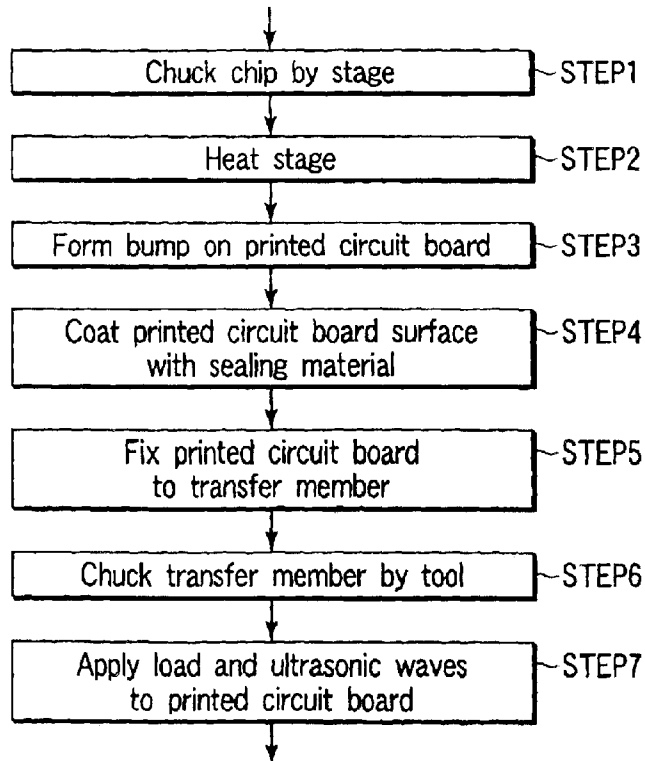 Chuck chip by stage
STEP1
Heat stage
STEP2
Form bump on printed circuit board
STEP3
Coat printed circuit board surface
with sealing material
STEP4
Fix printed circuit board
to transfer member
STEP5
Chuck transfer member by tool
STEP6
Apply load and ultrasonic waves
to printed circuit board
STEP7